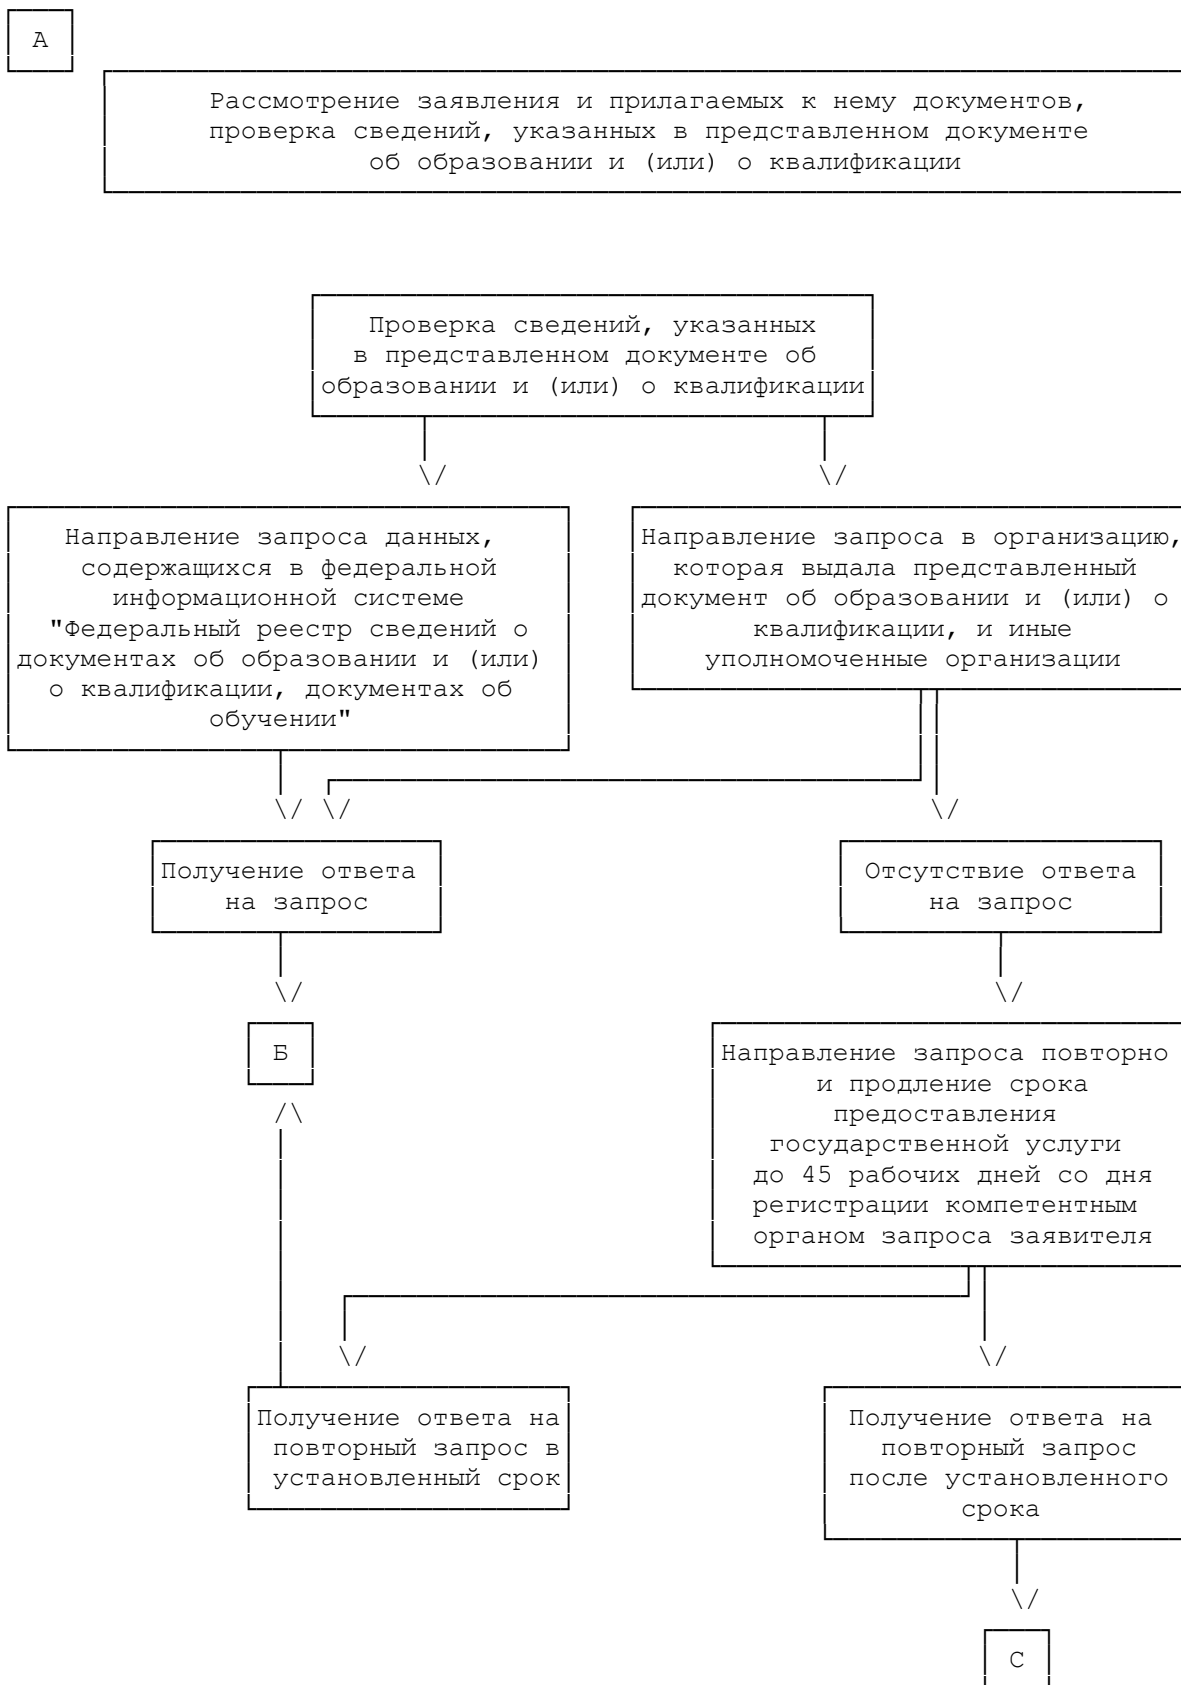 А
Рассмотрение заявления и прилагаемых к нему документов,
проверка сведений, указанных в представленном документе
об образовании и (или) о квалификации
Проверка сведений, указанных
в представленном документе об
образовании и (или) о квалификации
Направление запроса данных,
содержащихся в федеральной
информационной системе
"Федеральный реестр сведений о
документах об образовании и (или)
о квалификации, документах об
обучении"
Направление запроса в организацию,
которая выдала представленный
документ об образовании и (или) о
квалификации, и иные
уполномоченные организации
Получение ответа
на запрос
Отсутствие ответа
на запрос
Б
Направление запроса повторно
и продление срока
предоставления
государственной услуги
до 45 рабочих дней со дня
регистрации компетентным
органом запроса заявителя
Получение ответа на
повторный запрос в
установленный срок
Получение ответа на
повторный запрос
после установленного
срока
С